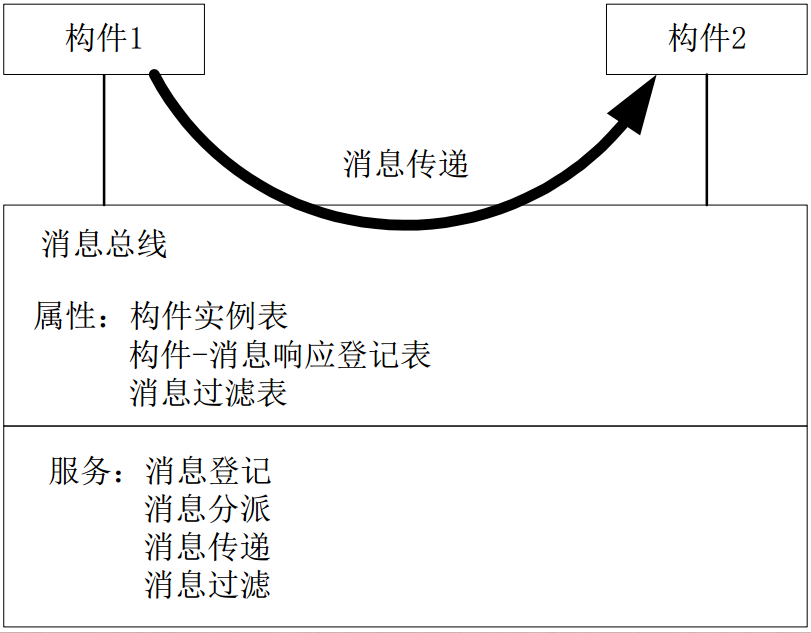 构件1
构件2
消息传递
消息总线
属性：构件实例表
构件-消息响应登记表
消息过滤表
服务：消息登记
消息分派
消息传递
消息过滤